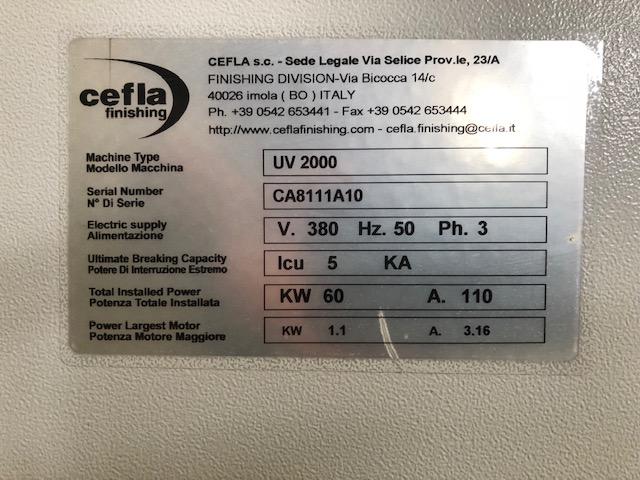 cefla
finishing
CEFLA s.c. - Sede Legale Via Selice Prov.le, 23/A
FINISHING DIVISION-Via Bicocca 14/c
40026 imola ( BO ) ITALY
Ph. +39 0542 653441 - Fax +39 0542 653444
http://www.ceflafinishing.com - cefla.finishing@cefla.it
Machine Type
Modello Macchina
UV 2000
Serial Number
N° Di Serie
CA8111A10
Electric supply
Alimentazione
V. 380 Hz. 50 Ph. 3
Ultimate Breaking Capacity
Potere Di Interruzione Estremo
Icu 5 KA
Total Installed Power
Potenza Totale Installata
KW 60 A. 110
Power Largest Motor
Potenza Motore Maggiore
KW 1.1 A. 3.16